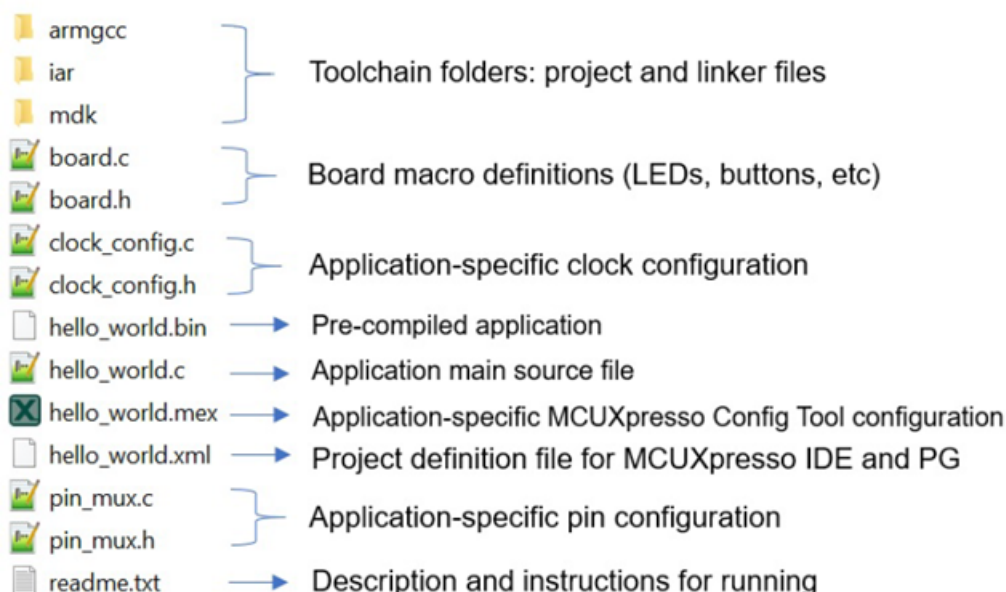 armgcc
iar
mdk
Toolchain folders: project and linker files
board.c
board.h
Board macro definitions (LEDs, buttons, etc)
clock_config.c
clock_config.h
Application-specific clock configuration
hello_world.bin
Pre-compiled application
hello_world.c
Application main source file
hello_world.mex
Application-specific MCUXpresso Config Tool configuration
hello_world.xml
Project definition file for MCUXpresso IDE and PG
pin_mux.c
pin_mux.h
Application-specific pin configuration
readme.txt
Description and instructions for running